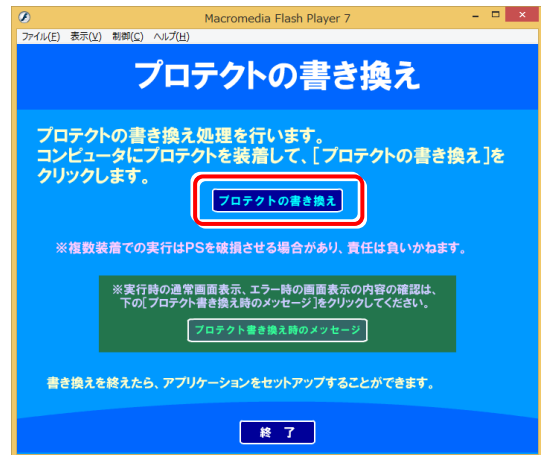 Macromedia Flash Player 7
ファイル(F) 表示(V) 制御(C) ヘルプ(H)
プロテクトの書き換え
プロテクトの書き換え処理を行います。
コンピュータにプロテクトを装着して、[プロテクトの書き換え]を
クリックします。
プロテクトの書き換え
※複数装着での実行はPSを破損させる場合があり、責任は負いかねます。
※実行時の通常画面表示、エラー時の画面表示の内容の確認は、
下の[プロテクト書き換え時のメッセージ]をクリックしてください。
プロテクト書き換え時のメッセージ
書き換えを終えたら、アプリケーションをセットアップすることができます。
終 了